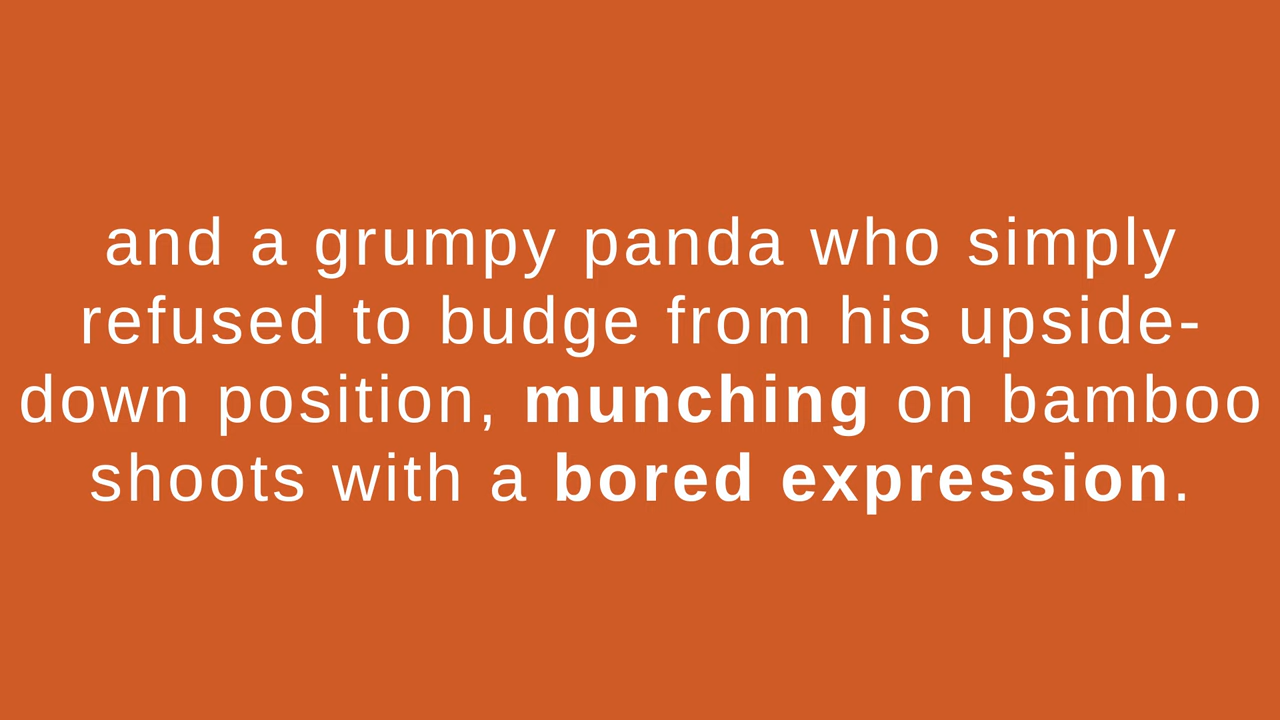 and a grumpy panda who simply
refused to budge from his upside-
down position, munching on bamboo
shoots with a bored expression.